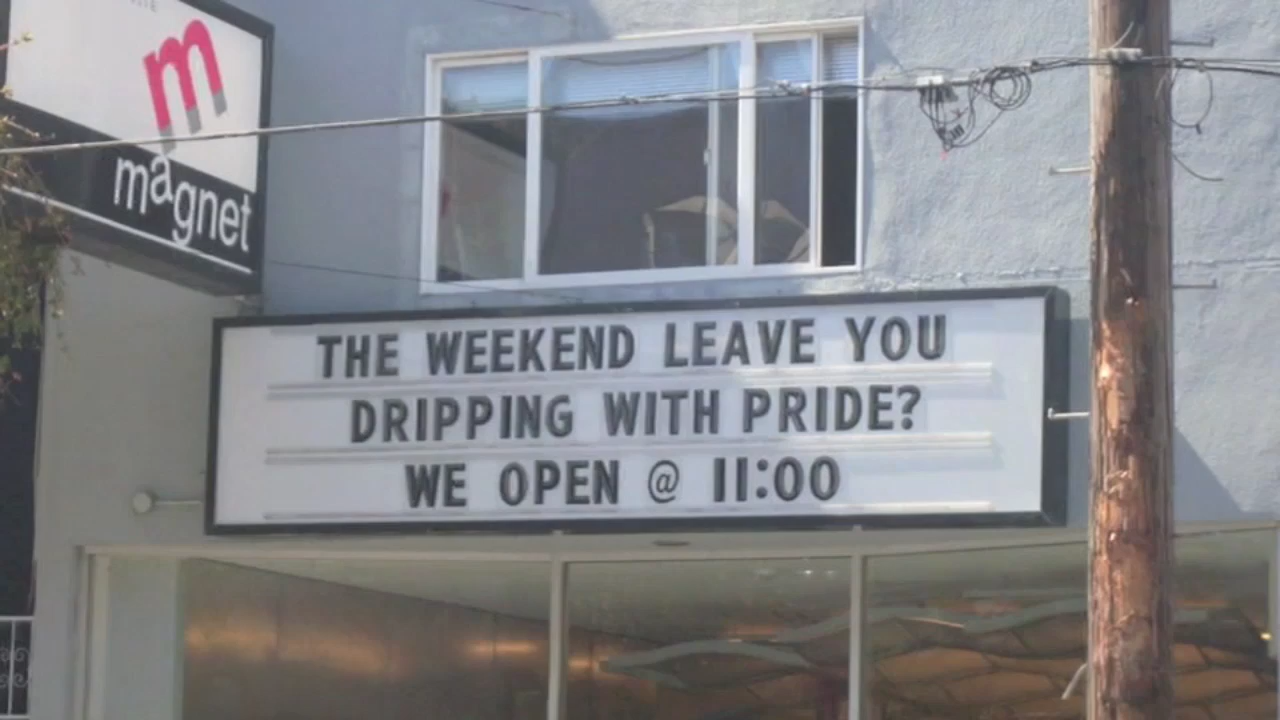 m
magnet
THE WEEKEND LEAVE YOU
DRIPPING WITH PRIDE?
WE OPEN @ 11:00